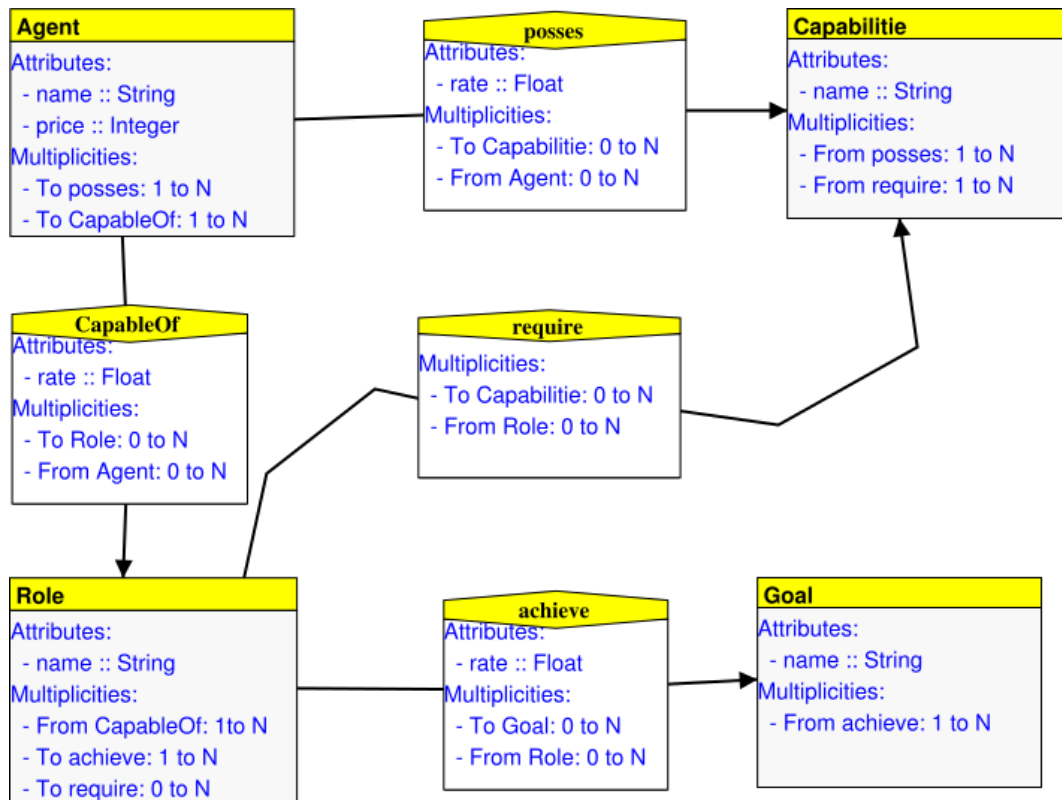 Agent
Attributes:
- name :: String
- price :: Integer
Multiplicities:
- To posses: 1 to N
- To CapableOf: 1 to N
posses
Attributes:
- rate :: Float
Multiplicities:
- To Capabilitie: 0 to N
- From Agent: 0 to N
Capabilitie
Attributes:
- name :: String
Multiplicities:
- From posses: 1 to N
- From require: 1 to N
CapableOf
Attributes:
- rate :: Float
Multiplicities:
- To Role: 0 to N
- From Agent: 0 to N
require
Multiplicities:
- To Capabilitie: 0 to N
- From Role: 0 to N
Role
Attributes:
- name :: String
Multiplicities:
- From CapableOf: 1to N
- To achieve: 1 to N
- To require: 0 to N
achieve
Attributes:
- rate :: Float
Multiplicities:
- To Goal: 0 to N
- From Role: 0 to N
Goal
Attributes:
- name :: String
Multiplicities:
- From achieve: 1 to N